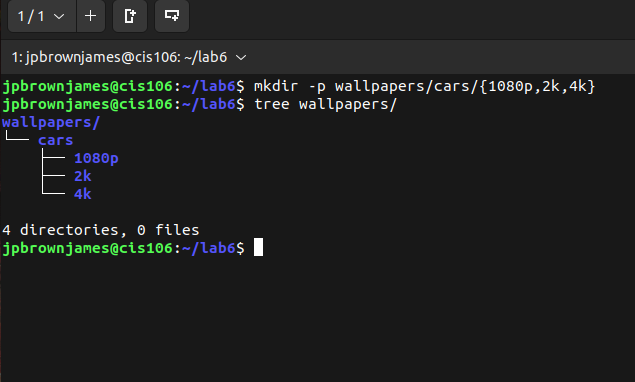 1 / 1
1: jpbrownjames@cis106: ~/lab6
jpbrownjames@cis106:~/lab6$ mkdir -p wallpapers/cars/{1080p,2k,4k}
jpbrownjames@cis106:~/lab6$ tree wallpapers/
wallpapers/
└── cars
    ├── 1080p
    ├── 2k
    └── 4k
4 directories, 0 files
jpbrownjames@cis106:~/lab6$